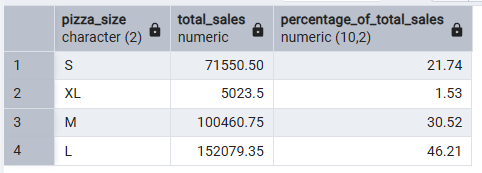 pizza_size total_sales percentage_of_total_sales
character (2) numeric numeric (10,2)
1 S 71550.50 21.74
2 XL 5023.5 1.53
3 M 100460.75 30.52
4 L 152079.35 46.21